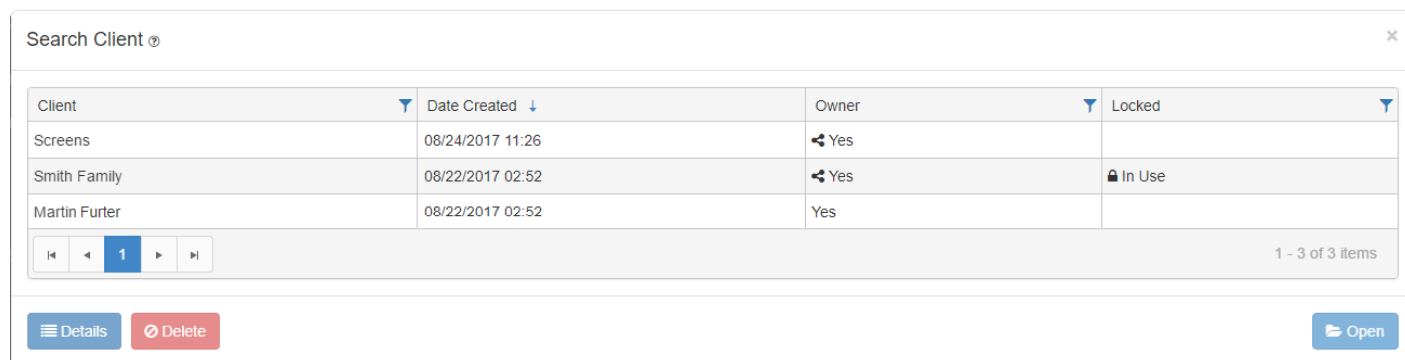 Search Client
Client Date Created Owner Locked
Screens 08/24/2017 11:26 Yes
Smith Family 08/22/2017 02:52 Yes In Use
Martin Furter 08/22/2017 02:52 Yes
1 1 - 3 of 3 items
Details Delete Open